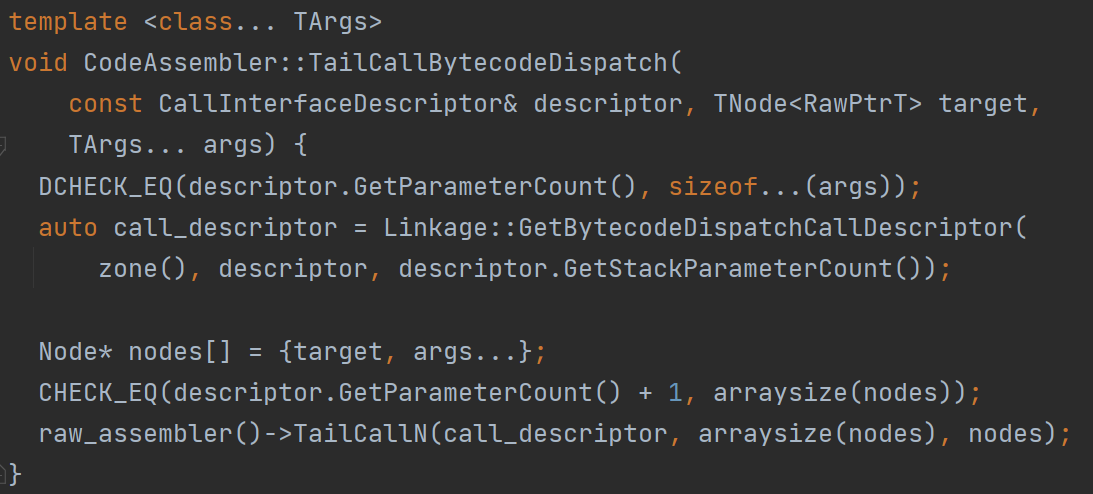 template <class... TArgs>
void CodeAssembler::TailCallBytecodeDispatch(
    const CallInterfaceDescriptor& descriptor, TNode<RawPtrT> target,
    TArgs... args) {
  DCHECK_EQ(descriptor.GetParameterCount(), sizeof...(args));
  auto call_descriptor = Linkage::GetBytecodeDispatchCallDescriptor(
      zone(), descriptor, descriptor.GetStackParameterCount());

  Node* nodes[] = {target, args...};
  CHECK_EQ(descriptor.GetParameterCount() + 1, arraysize(nodes));
  raw_assembler()->TailCallN(call_descriptor, arraysize(nodes), nodes);
}